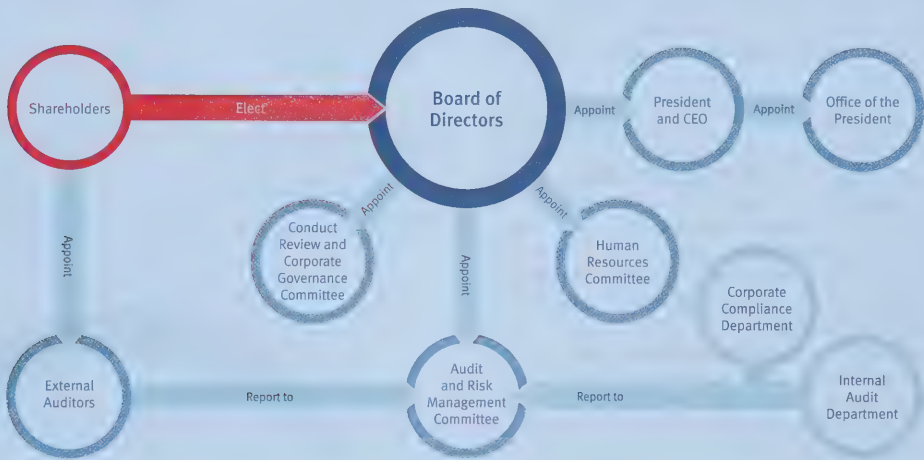 Shareholders
Elect
Board of
Directors
Appoint
President
and CEO
Appoint
Office of the
President
Appoint
Conduct
Review and
Corporate
Governance
Committee
Appoint
Appoint
Human
Resources
Committee
Appoint
Corporate
Compliance
Department
External
Auditors
Report to
Audit
and Risk
Management
Committee
Report to
Internal
Audit
Department